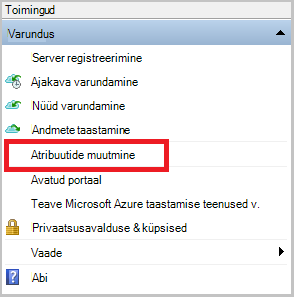 Toimingud
Varundus
Server registreerimine
Ajakava varundamine
Nüüd varundamine
Andmete taastamine
Atribuutide muutmine
Avatud portaal
Teave Microsoft Azure taastamise teenused v.
Privaatsusavalduse & küpsised
Vaade
Abi